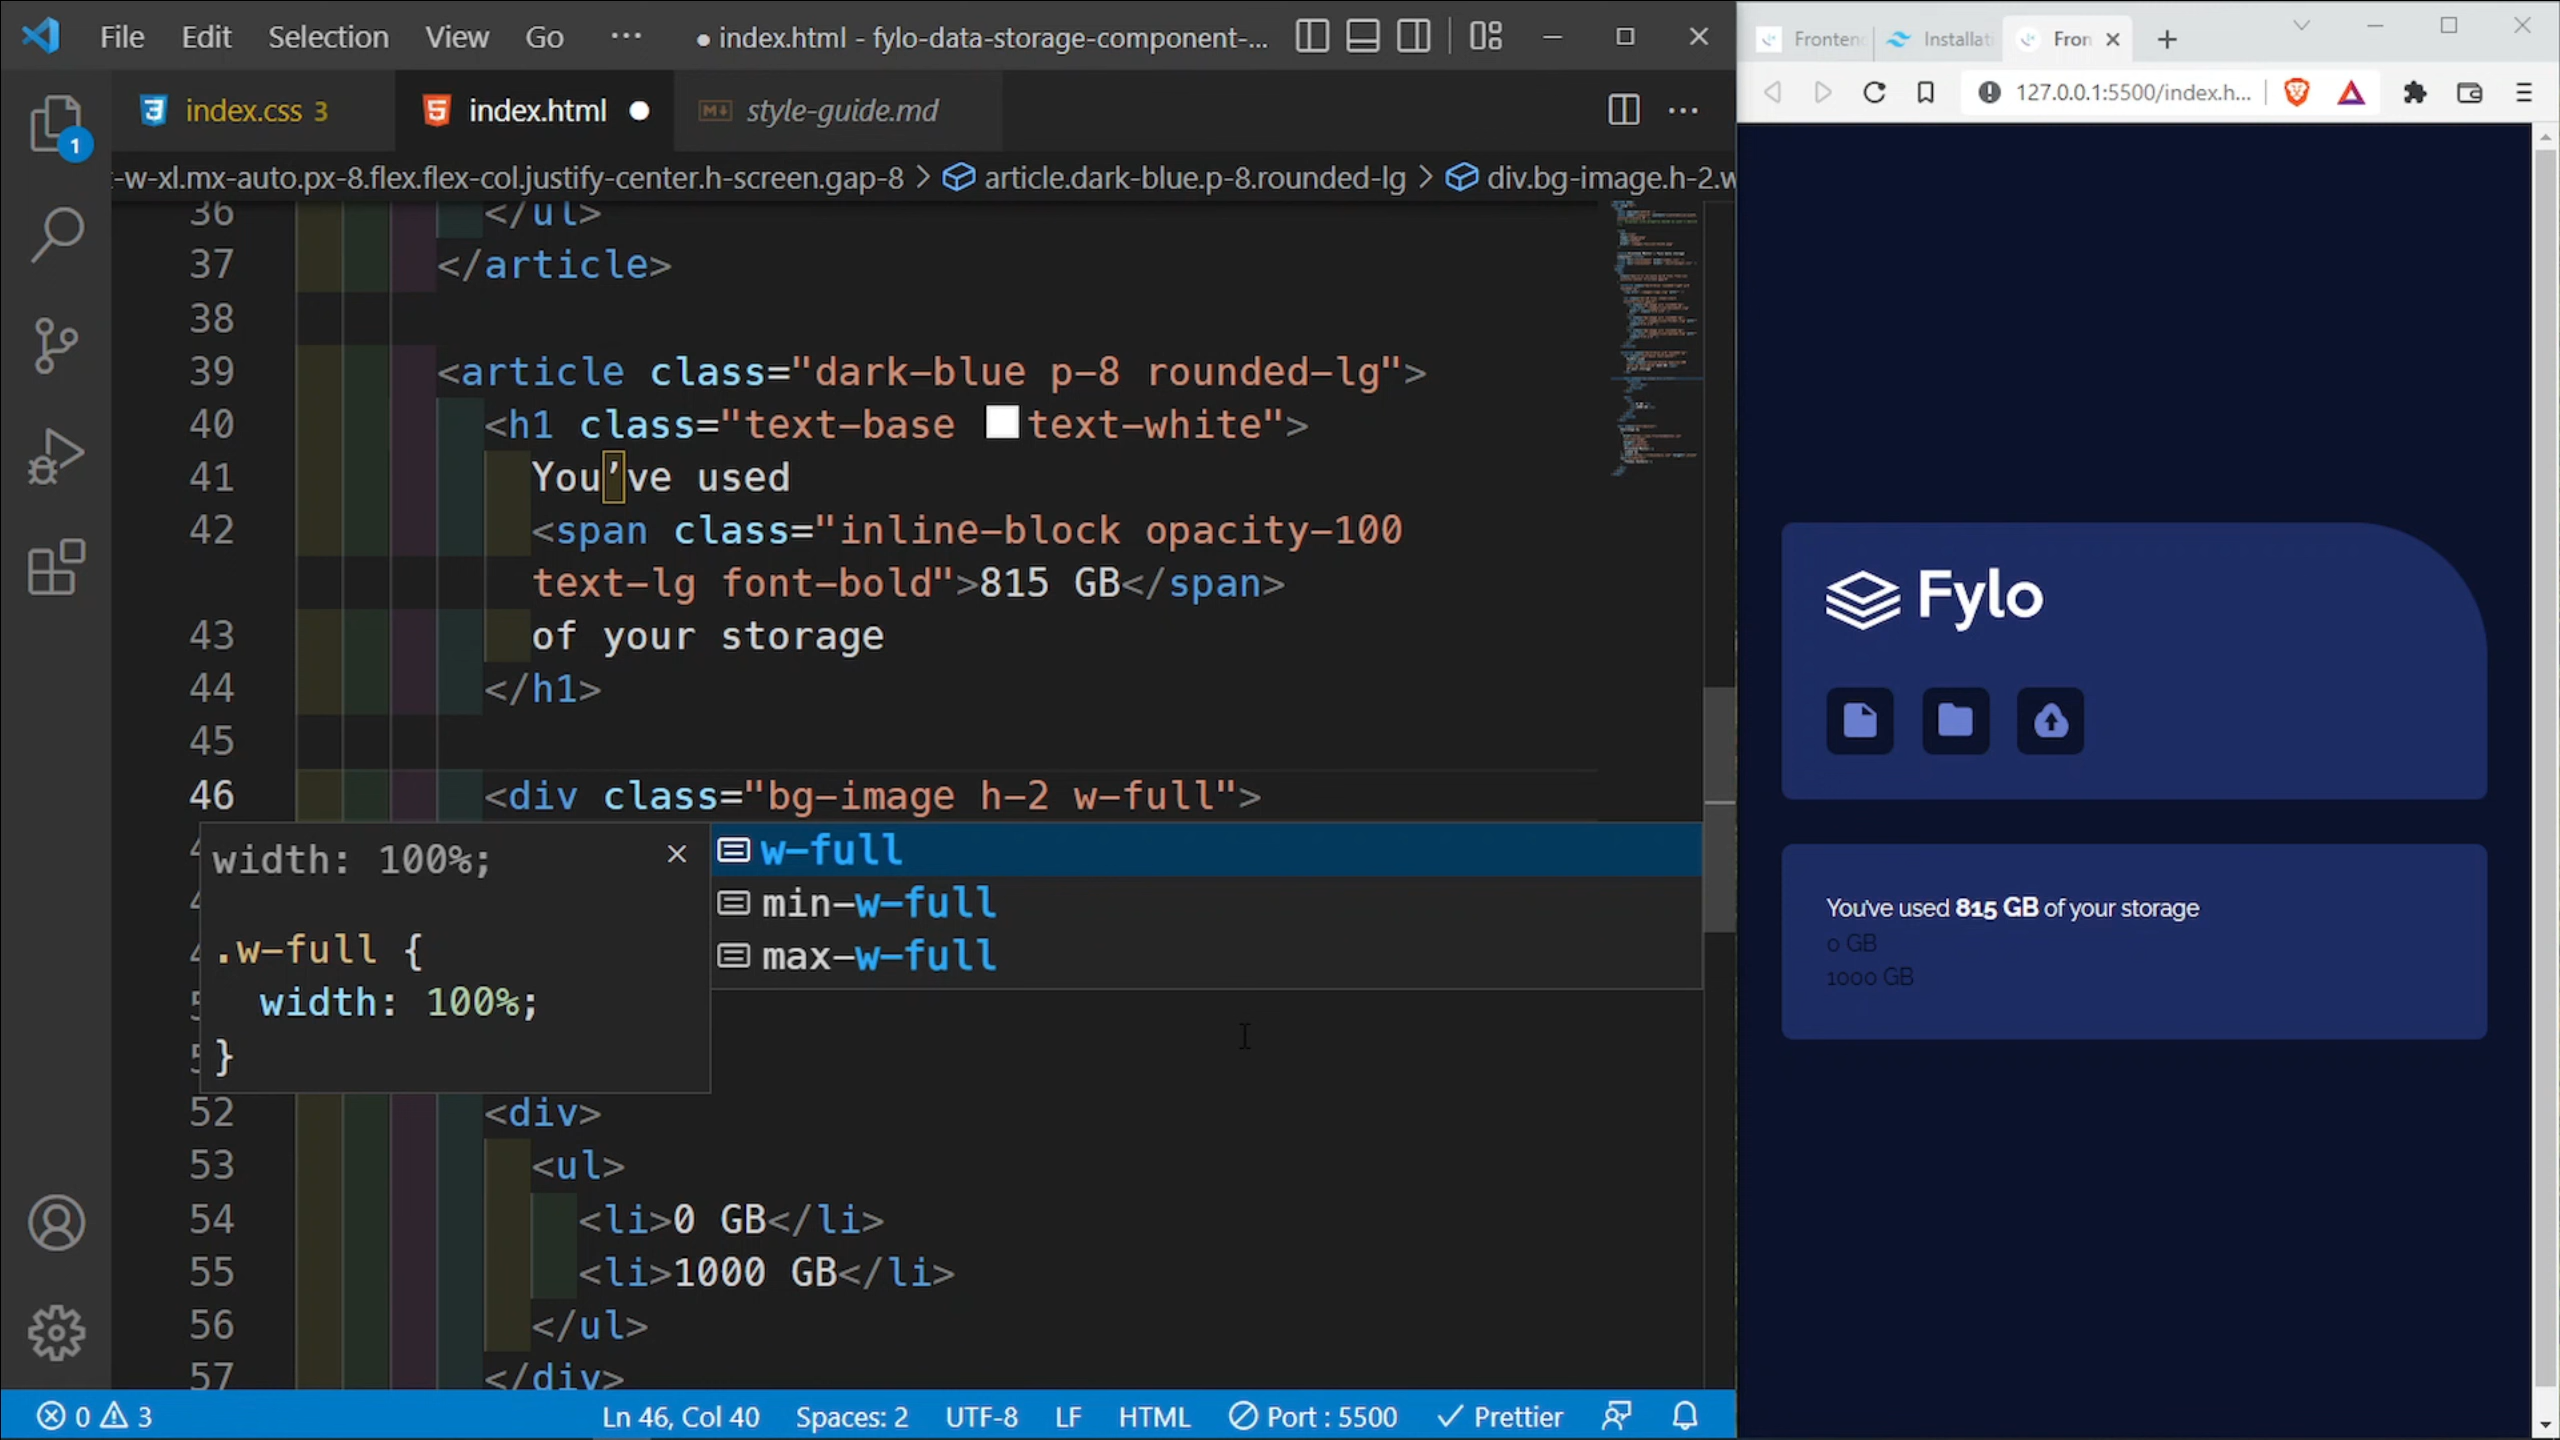 File Edit Selection View Go ··· ● index.html - fylo-data-storage-component-...
index.css 3 index.html ● style-guide.md ···
-w-xl.mx-auto.px-8.flex.flex-col.justify-center.h-screen.gap-8 > article.dark-blue.p-8.rounded-lg > div.bg-image.h-2.w
1
36 </ul>
37 </article>
38
39 <article class="dark-blue p-8 rounded-lg">
40 <h1 class="text-base text-white">
41 You’ve used
42 <span class="inline-block opacity-100
text-lg font-bold">815 GB</span>
43 of your storage
44 </h1>
45
46 <div class="bg-image h-2 w-full">
width: 100%;
.w-full {
width: 100%;
}
w-full
min-w-full
max-w-full
52 <div>
53 <ul>
54 <li>0 GB</li>
55 <li>1000 GB</li>
56 </ul>
57 </div>
0 3 Ln 46, Col 40 Spaces: 2 UTF-8 LF HTML Port : 5500 Prettier
Frontend Installati Fron
127.0.0.1:5500/index.h...
Fylo
You’ve used 815 GB of your storage
0 GB
1000 GB